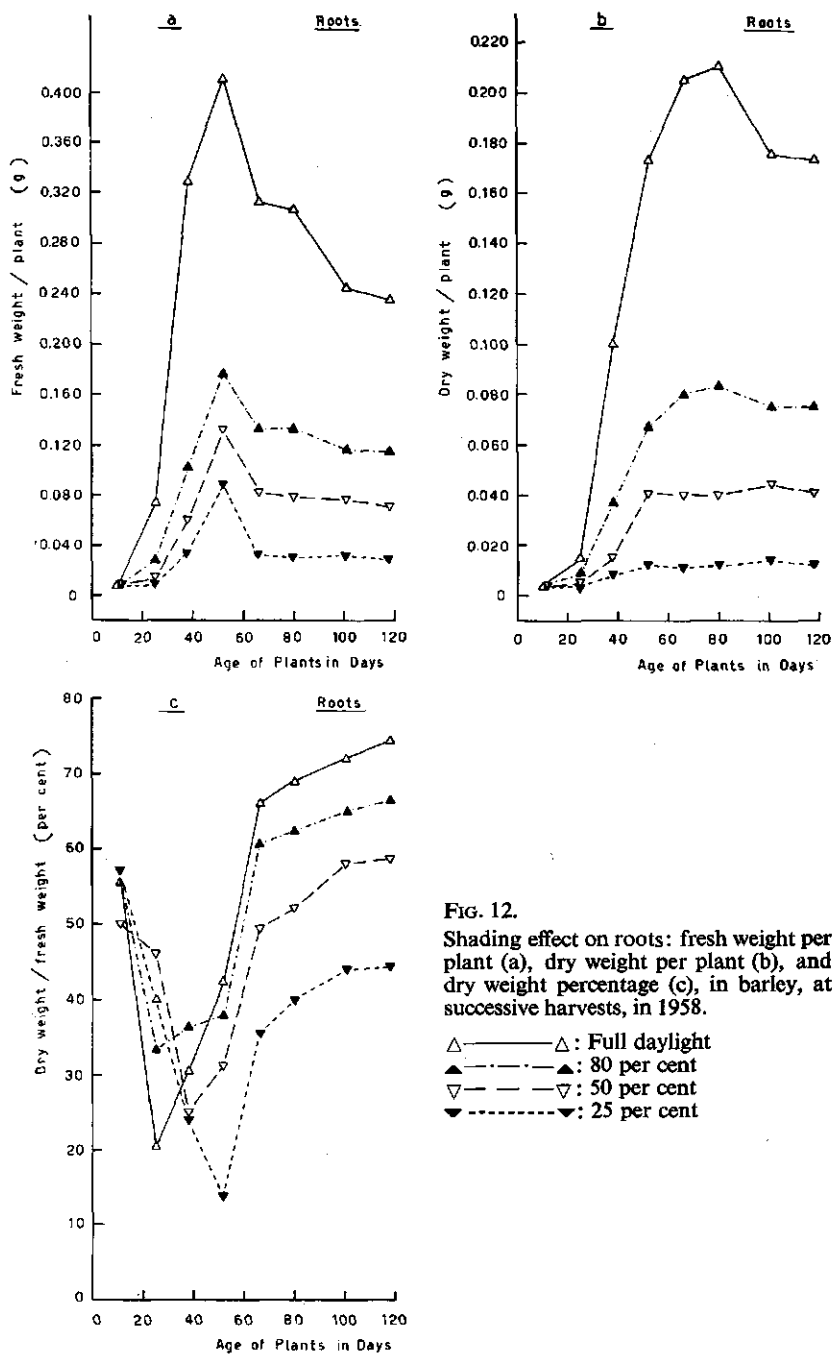 a Roots
0.400
0.360
0.320
0.280
0.240
0.200
0.160
0.120
0.080
0.040
0
Fresh weight / plant (g)
0 20 40 60 80 100 120
Age of Plants in Days
b Roots
0.220
0.200
0.180
0.160
0.140
0.120
0.100
0.080
0.060
0.040
0.020
0
Dry weight / plant (g)
0 20 40 60 80 100 120
Age of Plants in Days
c Roots
80
70
60
50
40
30
20
10
0
Dry weight / fresh weight (per cent)
0 20 40 60 80 100 120
Age of Plants in Days
FIG. 12.
Shading effect on roots: fresh weight per
plant (a), dry weight per plant (b), and
dry weight percentage (c), in barley, at
successive harvests, in 1958.
△———△: Full daylight
▲-·-·-·-▲: 80 per cent
▽— — —▽: 50 per cent
▼--------▼: 25 per cent